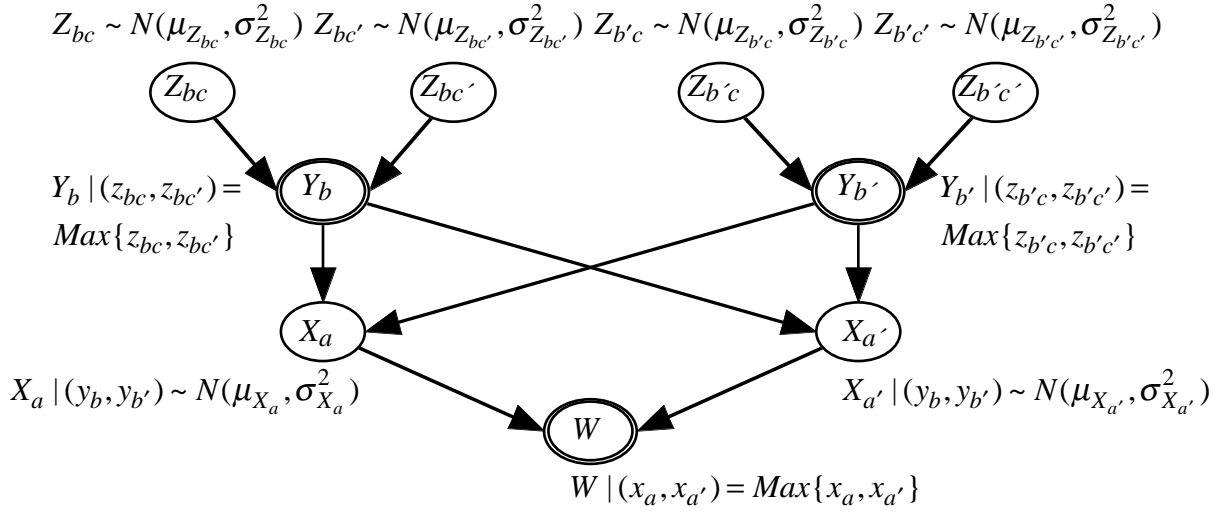 Z_{bc} ~ N(μ_{Z_{bc}},σ²_{Z_{bc}}) Z_{bc′} ~ N(μ_{Z_{bc′}},σ²_{Z_{bc′}}) Z_{b′c} ~ N(μ_{Z_{b′c}},σ²_{Z_{b′c}}) Z_{b′c′} ~ N(μ_{Z_{b′c′}},σ²_{Z_{b′c′}})
Z_{bc} Z_{bc′} Z_{b′c} Z_{b′c′}
Y_b | (z_{bc},z_{bc′}) =
Max{z_{bc},z_{bc′}}
Y_b
Y_{b′}
Y_{b′} | (z_{b′c},z_{b′c′}) =
Max{z_{b′c},z_{b′c′}}
X_a X_{a′}
X_a | (y_b,y_{b′}) ~ N(μ_{X_a},σ²_{X_a})
X_{a′} | (y_b,y_{b′}) ~ N(μ_{X_{a′}},σ²_{X_{a′}})
W
W | (x_a,x_{a′}) = Max{x_a,x_{a′}}